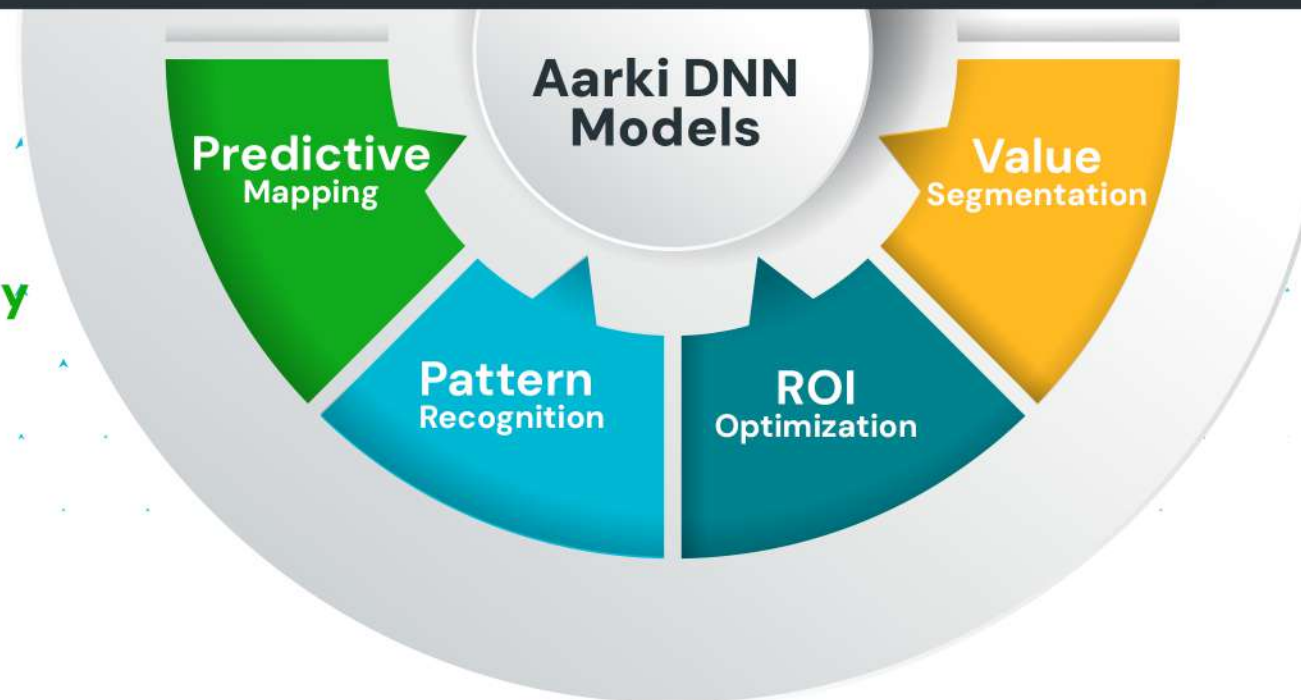 Aarki DNN
Models
Predictive
Mapping
Value
Segmentation
y
Pattern
Recognition
ROI
Optimization